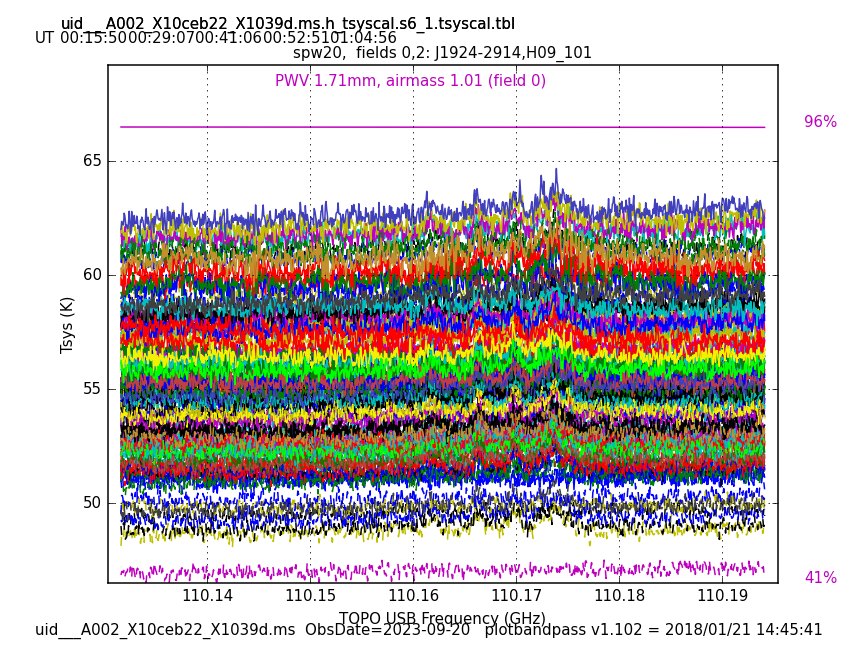 uid___A002_X10ceb22_X1039d.ms.h_tsyscal.s6_1.tsyscal.tbl
UT 00:15:5000:29:0700:41:0600:52:5101:04:56
spw20,  fields 0,2: J1924-2914,H09_101
PWV 1.71mm, airmass 1.01 (field 0)
96%
65
60
Tsys (K)
55
50
41%
110.14 110.15 110.16 110.17 110.18 110.19
TOPO USB Frequency (GHz)
uid___A002_X10ceb22_X1039d.ms  ObsDate=2023-09-20   plotbandpass v1.102 = 2018/01/21 14:45:41